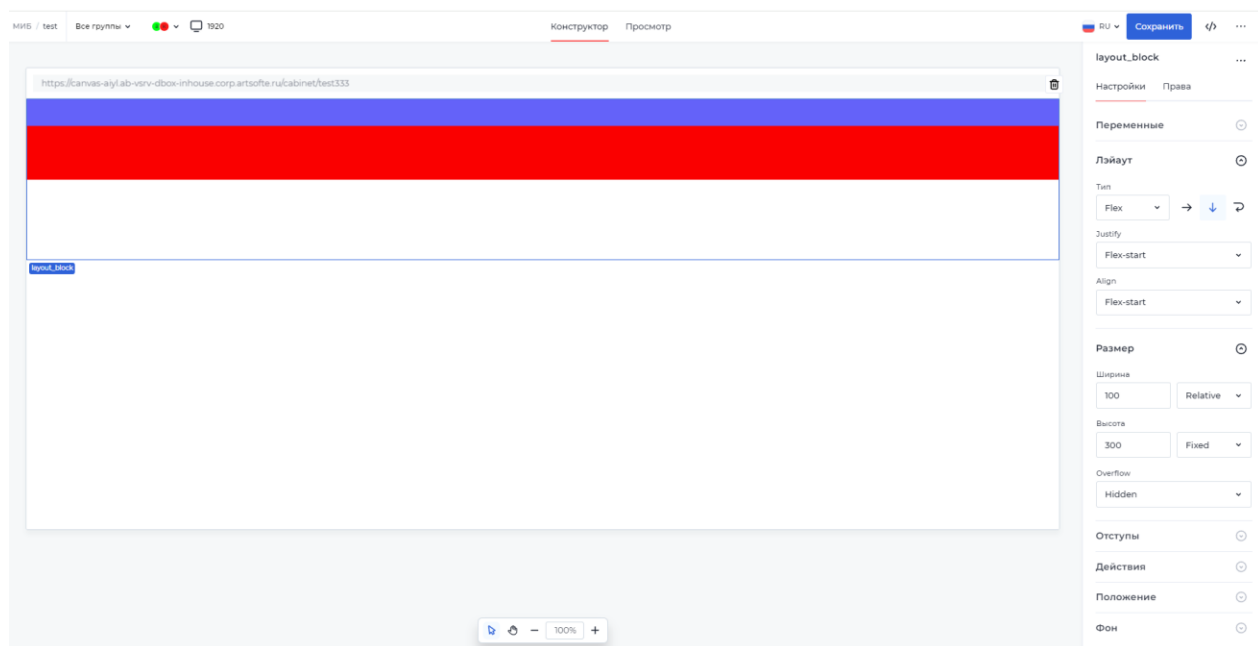 МИБ / test Все группы 1920 Конструктор Просмотр RU Сохранить </> ...
layout_block ...
https://canvas-aiyl.ab-vsrv-dbox-inhouse.corp.artsofte.ru/cabinet/test333
Настройки Права
Переменные
Лэйаут
Тип
Flex
Justify
Flex-start
layout_block
Align
Flex-start
Размер
Ширина
100 Relative
Высота
300 Fixed
Overflow
Hidden
Отступы
Действия
Положение
Фон
100%